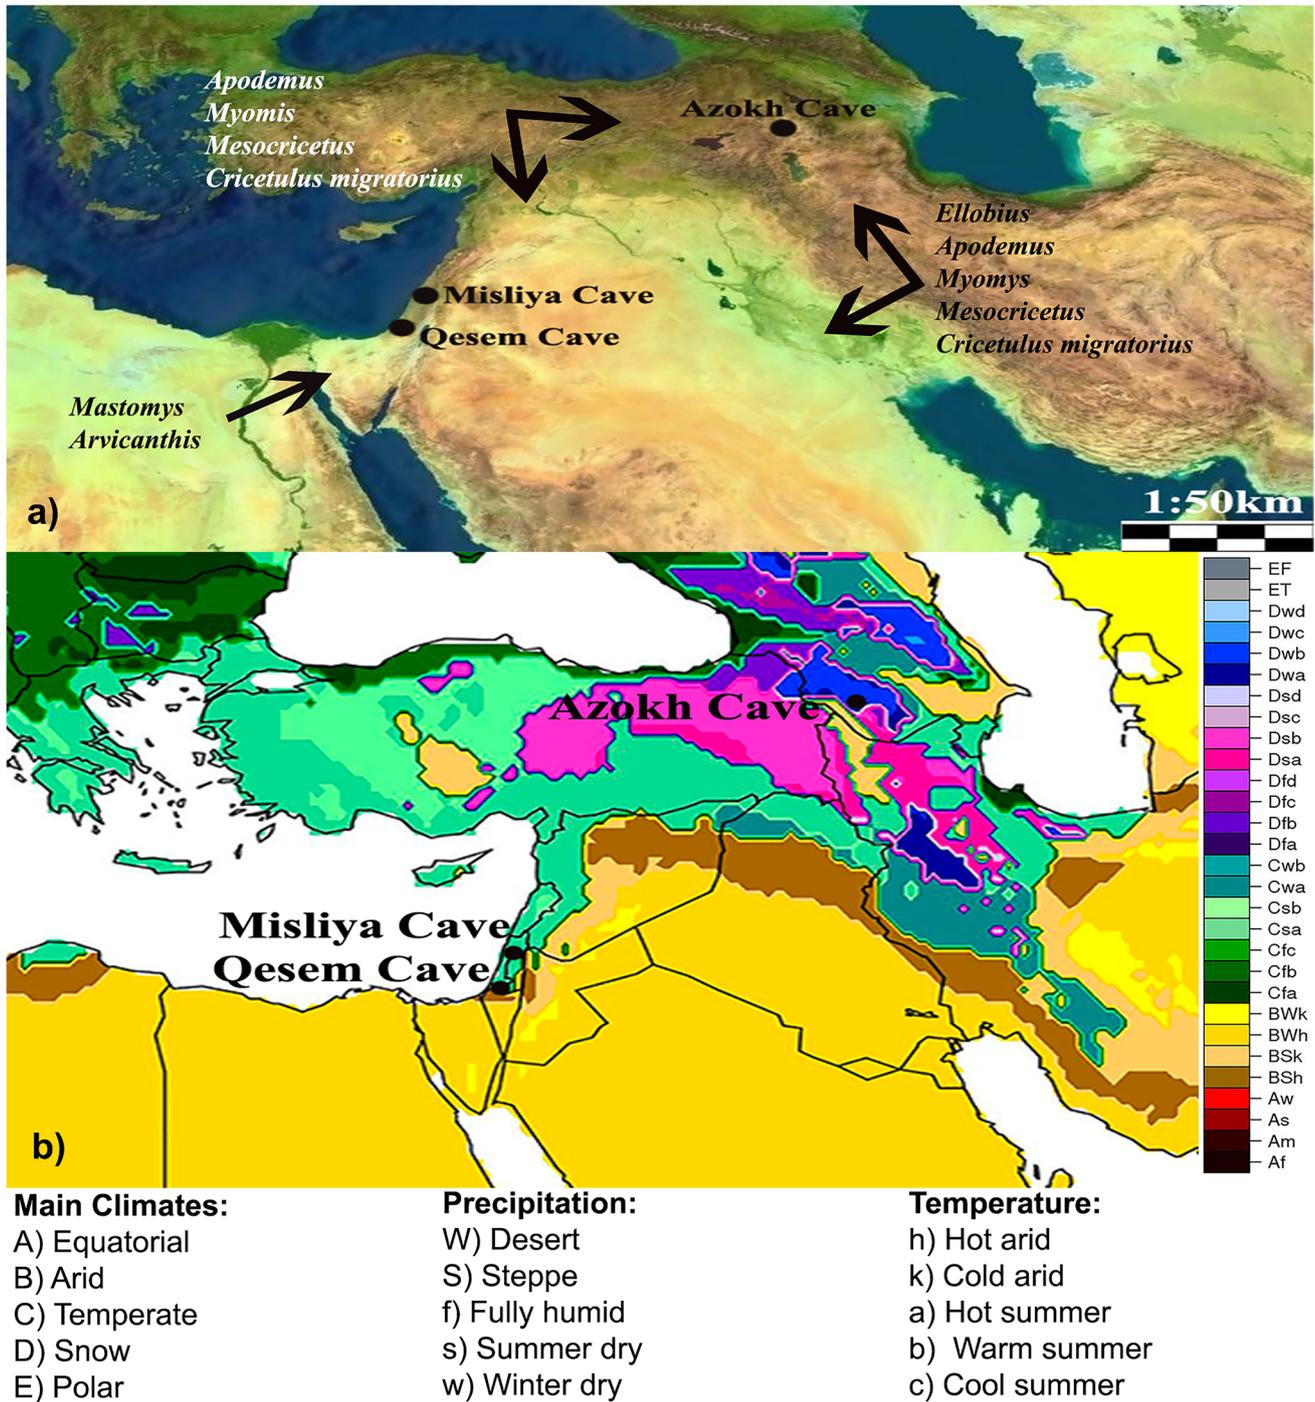 Apodemus
Myomis
Mesocricetus
Cricetulus migratorius
Azokh Cave
Ellobius
Apodemus
Myomys
Mesocricetus
Cricetulus migratorius
Misliya Cave
Qesem Cave
Mastomys
Arvicanthis
a)
1:50km
Azokh Cave
Misliya Cave
Qesem Cave
b)
EF
ET
Dwd
Dwc
Dwb
Dwa
Dsd
Dsc
Dsb
Dsa
Dfd
Dfc
Dfb
Dfa
Cwb
Cwa
Csb
Csa
Cfc
Cfb
Cfa
BWk
BWh
BSk
BSh
Aw
As
Am
Af
Main Climates:
A) Equatorial
B) Arid
C) Temperate
D) Snow
E) Polar
Precipitation:
W) Desert
S) Steppe
f) Fully humid
s) Summer dry
w) Winter dry
Temperature:
h) Hot arid
k) Cold arid
a) Hot summer
b) Warm summer
c) Cool summer